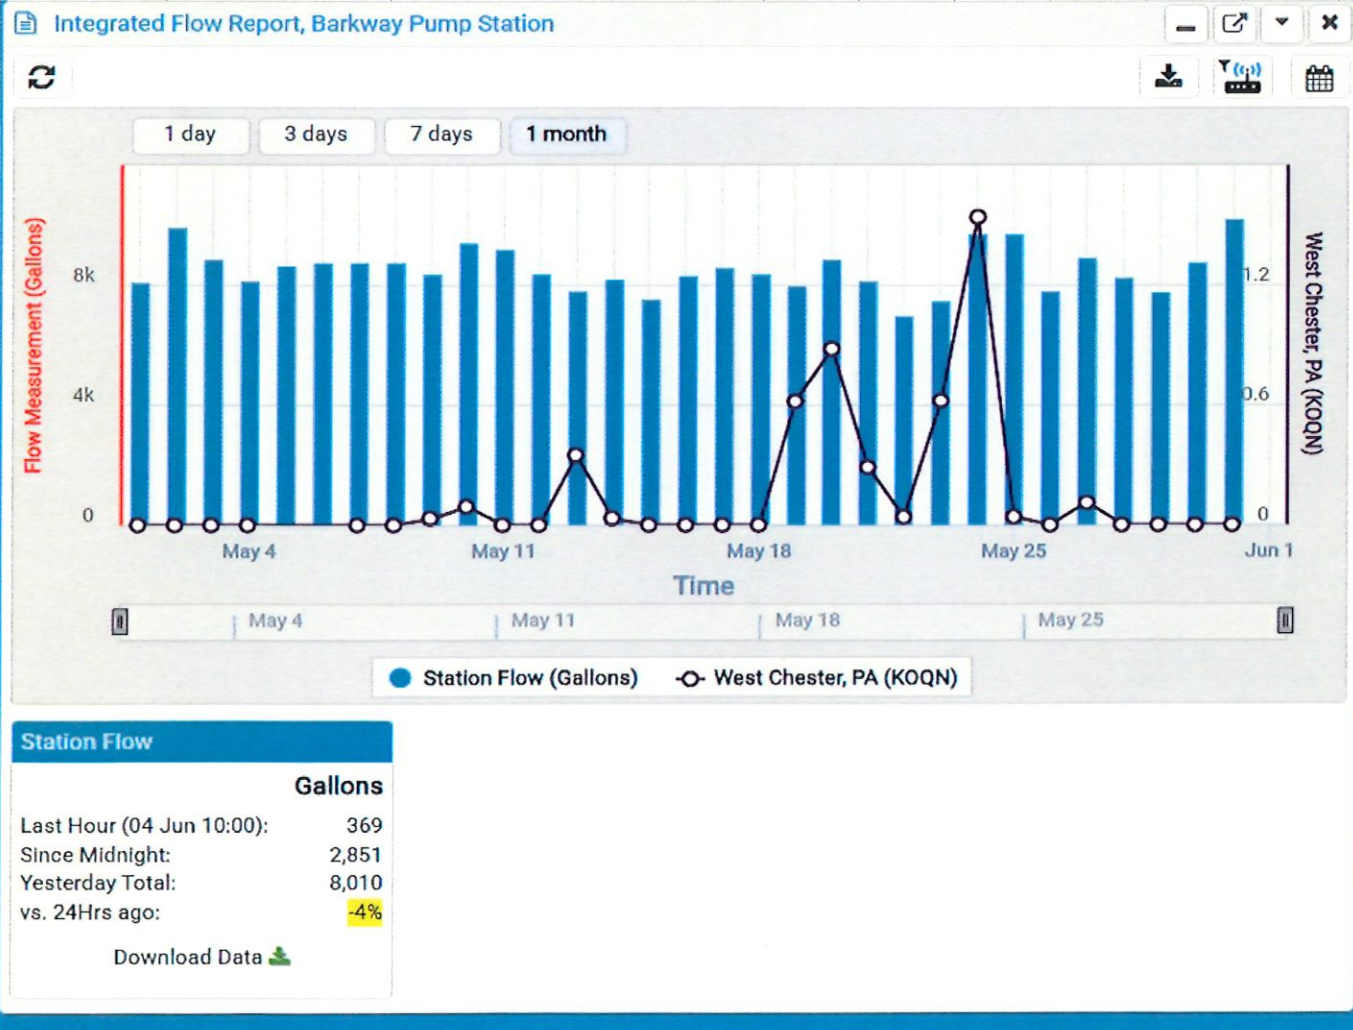 Integrated Flow Report, Barkway Pump Station
1 day 3 days 7 days 1 month
Flow Measurement (Gallons)
8k
4k
0
1.2
0.6
0
West Chester, PA (KOQN)
May 4 May 11 May 18 May 25 Jun 1
Time
May 4 May 11 May 18 May 25
Station Flow (Gallons) West Chester, PA (KOQN)
Station Flow
Gallons
Last Hour (04 Jun 10:00): 369
Since Midnight: 2,851
Yesterday Total: 8,010
vs. 24Hrs ago: -4%
Download Data